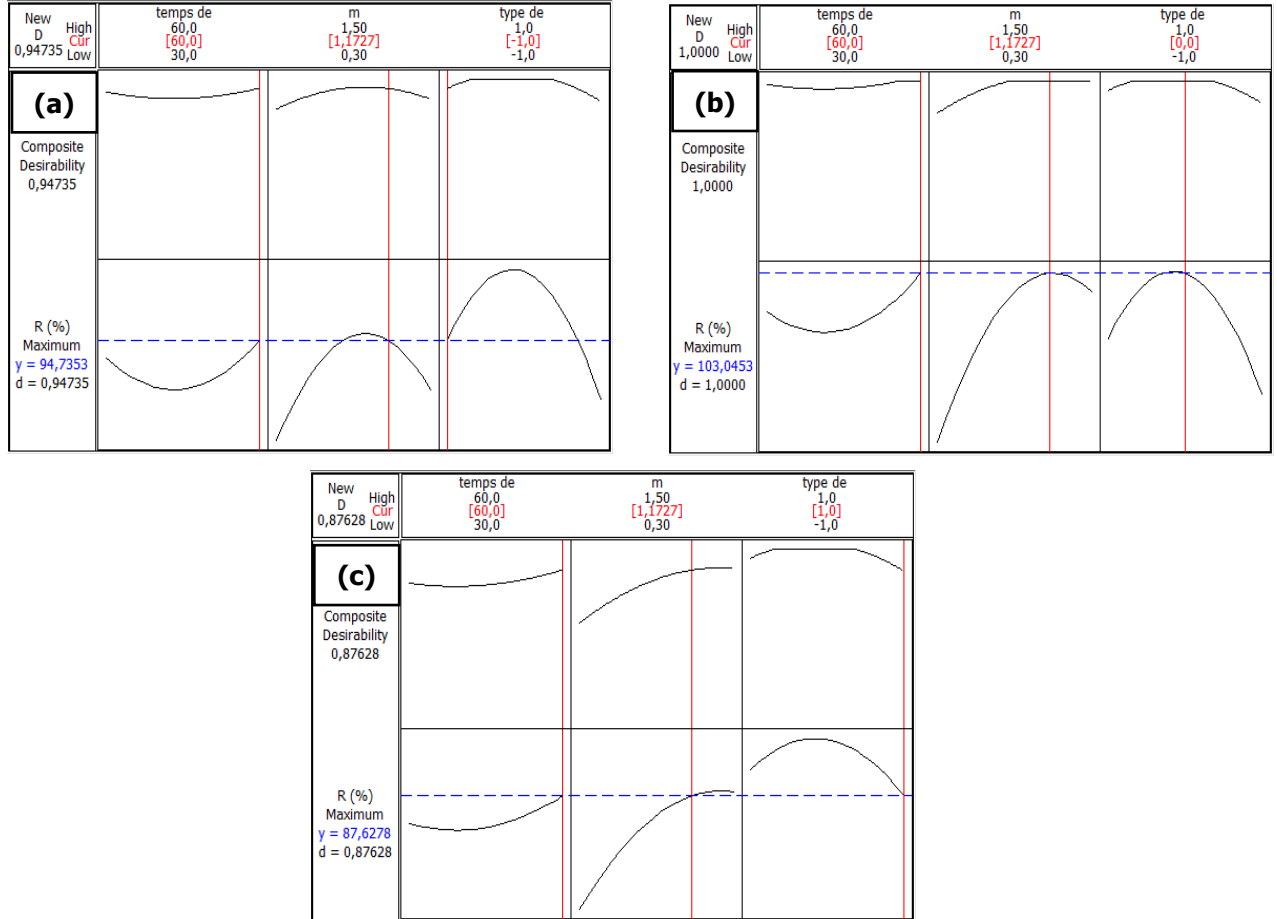 New
D
0,94735
High
Cur
Low
temps de
60,0
[60,0]
30,0
m
1,50
[1,1727]
0,30
type de
1,0
[-1,0]
-1,0
(a)
Composite
Desirability
0,94735
R (%)
Maximum
y = 94,7353
d = 0,94735
New
D
1,0000
High
Cur
Low
temps de
60,0
[60,0]
30,0
m
1,50
[1,1727]
0,30
type de
1,0
[0,0]
-1,0
(b)
Composite
Desirability
1,0000
R (%)
Maximum
y = 103,0453
d = 1,0000
New
D
0,87628
High
Cur
Low
temps de
60,0
[60,0]
30,0
m
1,50
[1,1727]
0,30
type de
1,0
[1,0]
-1,0
(c)
Composite
Desirability
0,87628
R (%)
Maximum
y = 87,6278
d = 0,87628